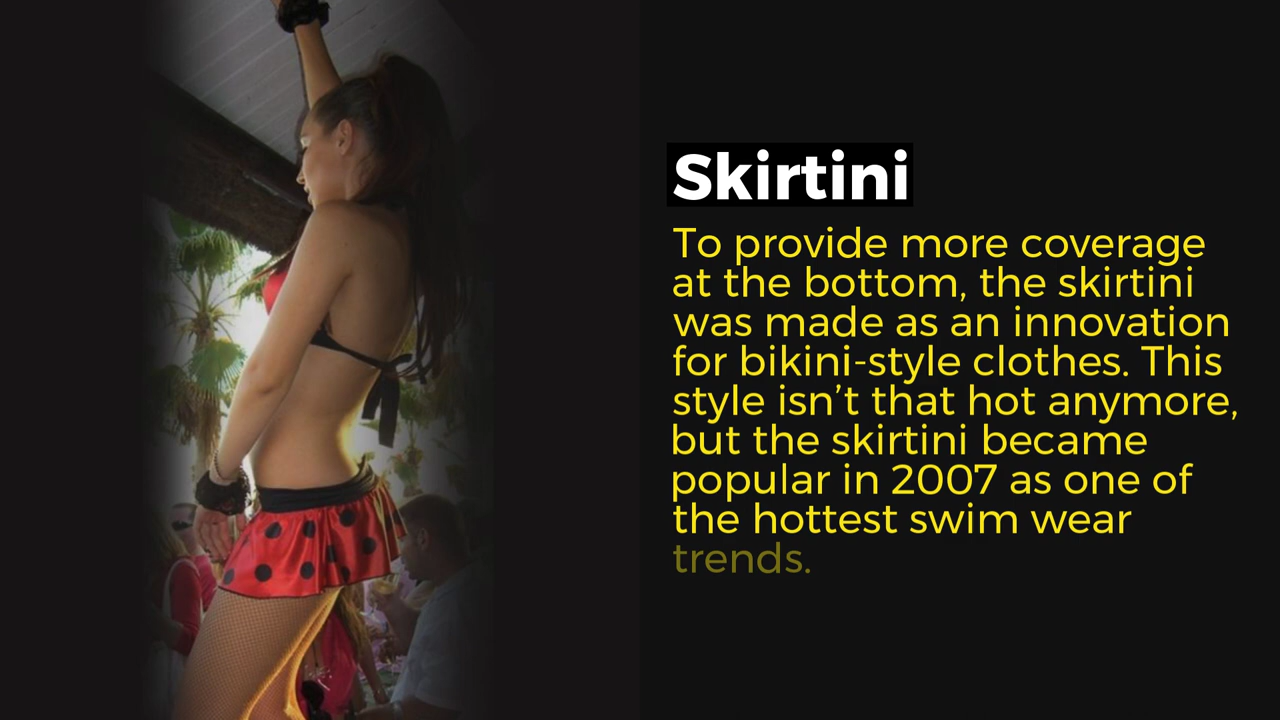 Skirtini
To provide more coverage
at the bottom, the skirtini
was made as an innovation
for bikini-style clothes. This
style isn’t that hot anymore,
but the skirtini became
popular in 2007 as one of
the hottest swim wear
trends.